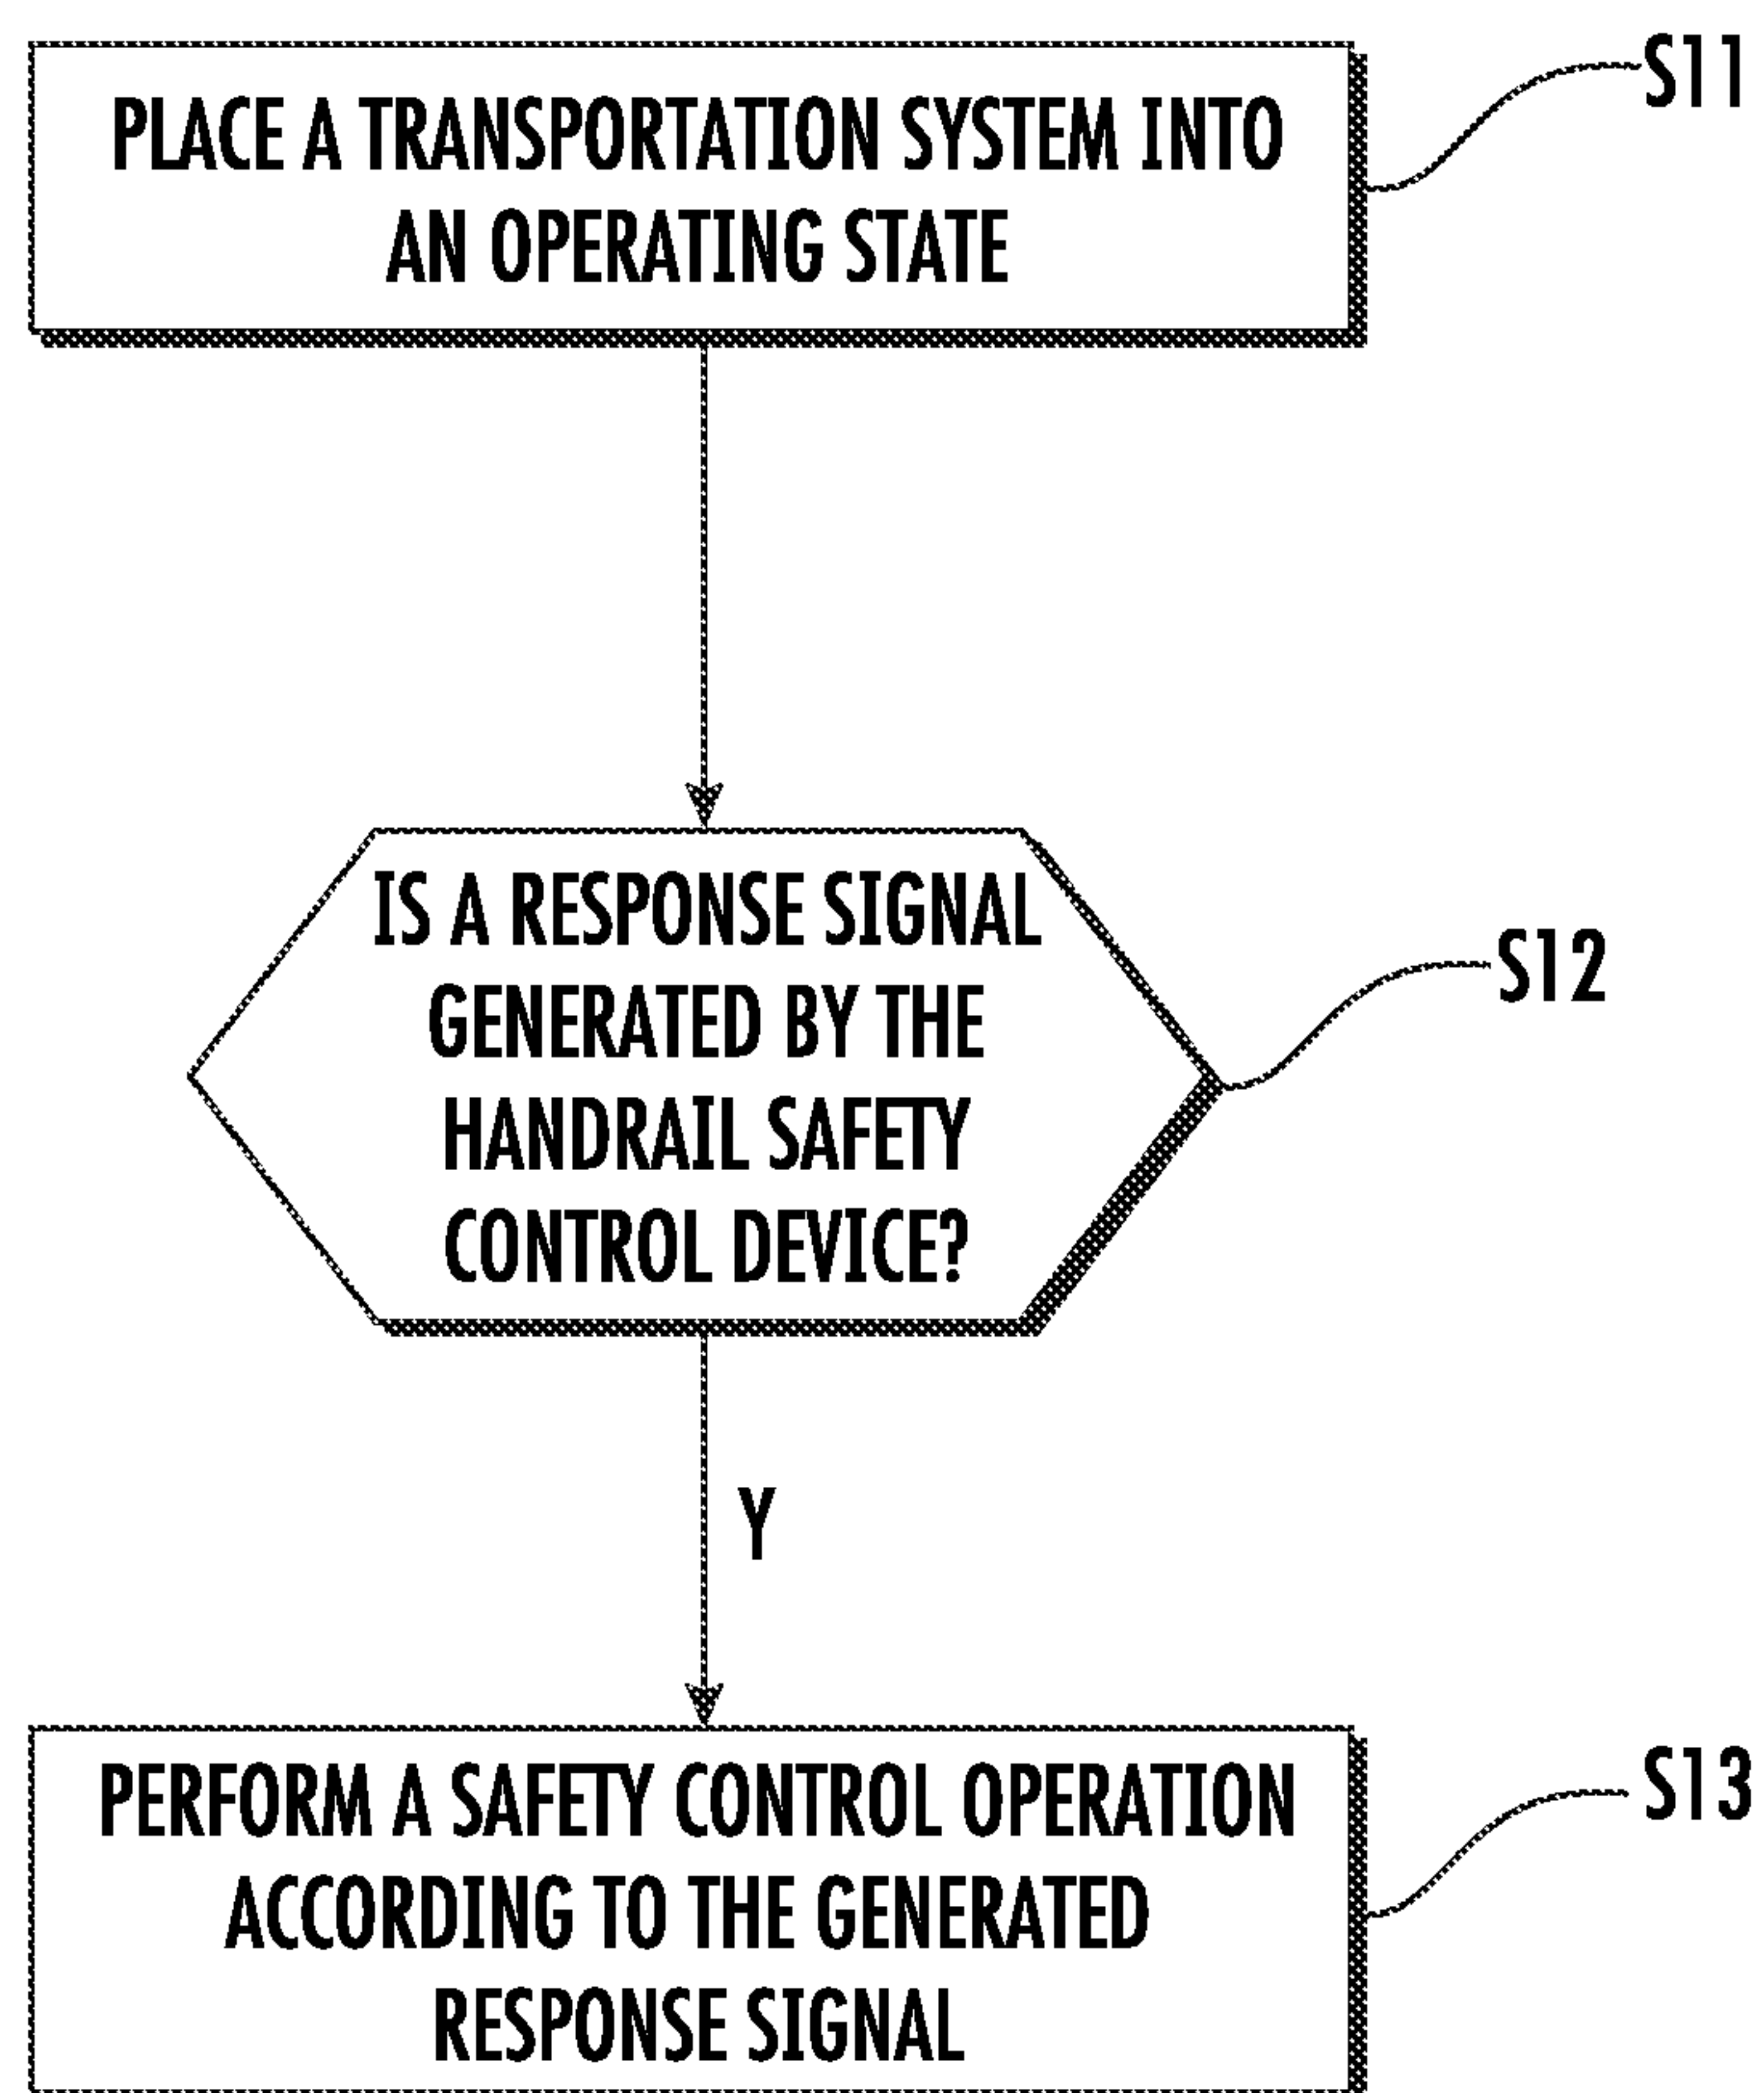 S11
PLACE A TRANSPORTATION SYSTEM INTO
AN OPERATING STATE
IS A RESPONSE SIGNAL
GENERATED BY THE
HANDRAIL SAFETY
CONTROL DEVICE?
S12
Y
PERFORM A SAFETY CONTROL OPERATION
ACCORDING TO THE GENERATED
RESPONSE SIGNAL
S13